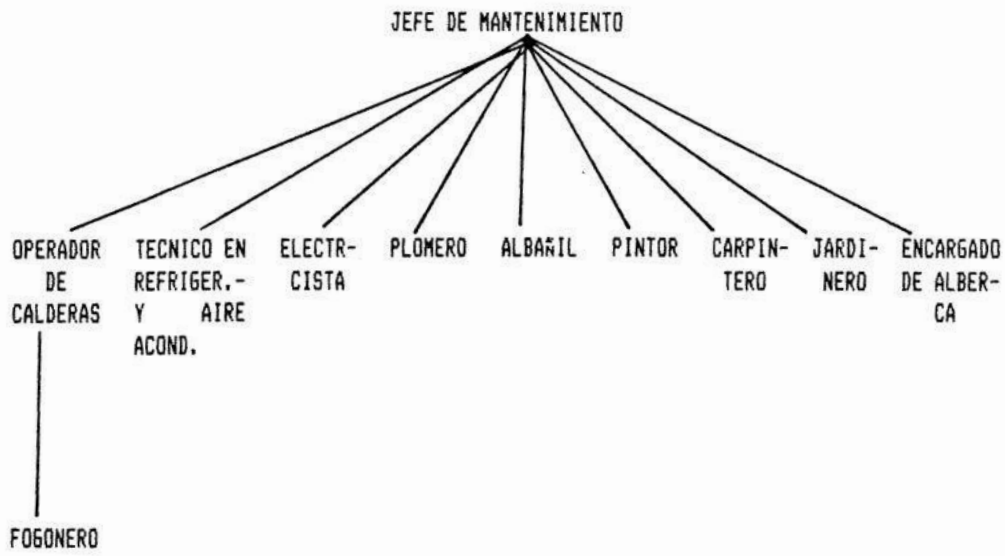 JEFE DE MANTENIMIENTO
OPERADOR
DE
CALDERAS
TECNICO EN
REFRIGER.-
Y AIRE
ACOND.
ELECTR-
CISTA
PLOMERO
ALBAÑIL
PINTOR
CARPIN-
TERO
JARDI-
NERO
ENCARGADO
DE ALBER-
CA
FOGONERO